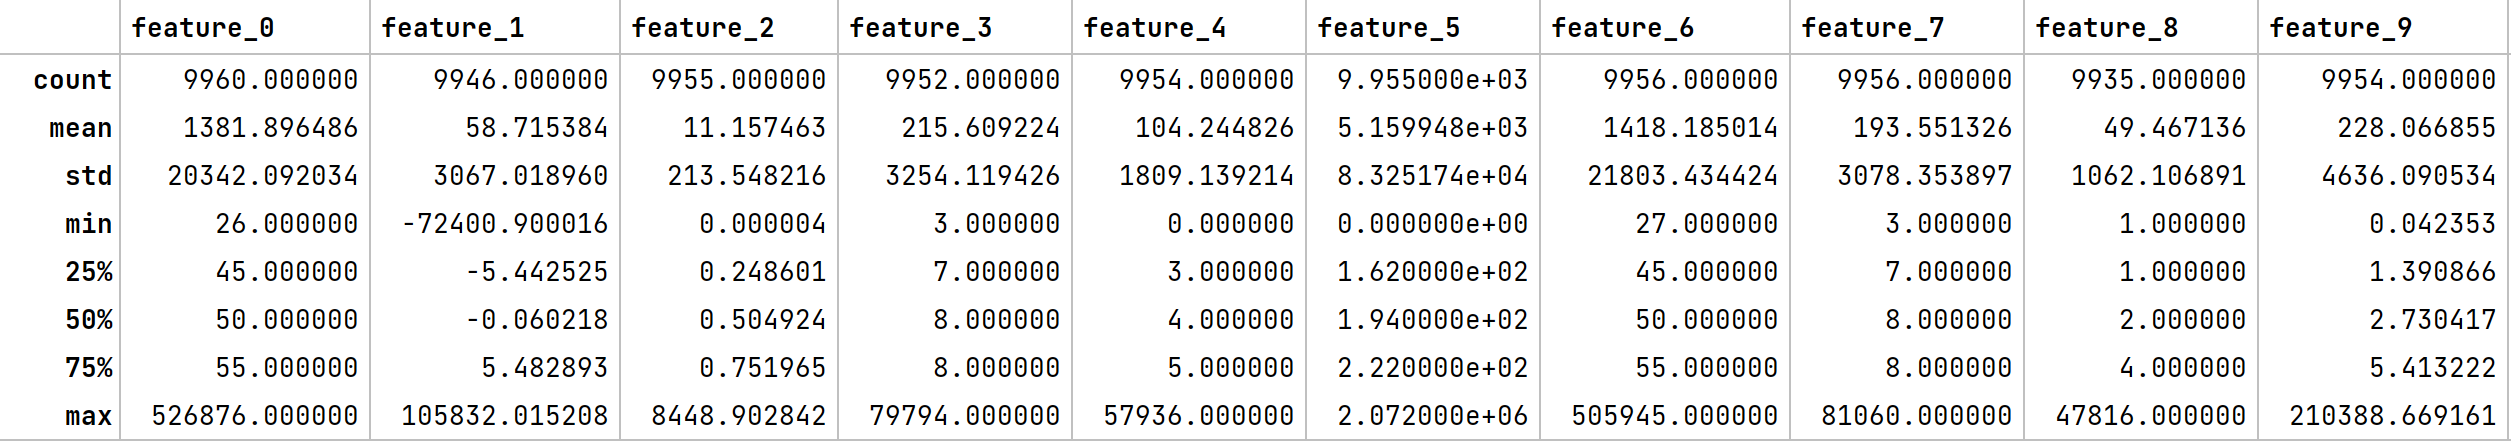 feature_0 feature_1 feature_2 feature_3 feature_4 feature_5 feature_6 feature_7 feature_8 feature_9
count 9960.000000 9946.000000 9955.000000 9952.000000 9954.000000 9.955000e+03 9956.000000 9956.000000 9935.000000 9954.000000
mean 1381.896486 58.715384 11.157463 215.609224 104.244826 5.159948e+03 1418.185014 193.551326 49.467136 228.066855
std 20342.092034 3067.018960 213.548216 3254.119426 1809.139214 8.325174e+04 21803.434424 3078.353897 1062.106891 4636.090534
min 26.000000 -72400.900016 0.000004 3.000000 0.000000 0.000000e+00 27.000000 3.000000 1.000000 0.042353
25% 45.000000 -5.442525 0.248601 7.000000 3.000000 1.620000e+02 45.000000 7.000000 1.000000 1.390866
50% 50.000000 -0.060218 0.504924 8.000000 4.000000 1.940000e+02 50.000000 8.000000 2.000000 2.730417
75% 55.000000 5.482893 0.751965 8.000000 5.000000 2.220000e+02 55.000000 8.000000 4.000000 5.413222
max 526876.000000 105832.015208 8448.902842 79794.000000 57936.000000 2.072000e+06 505945.000000 81060.000000 47816.000000 210388.669161